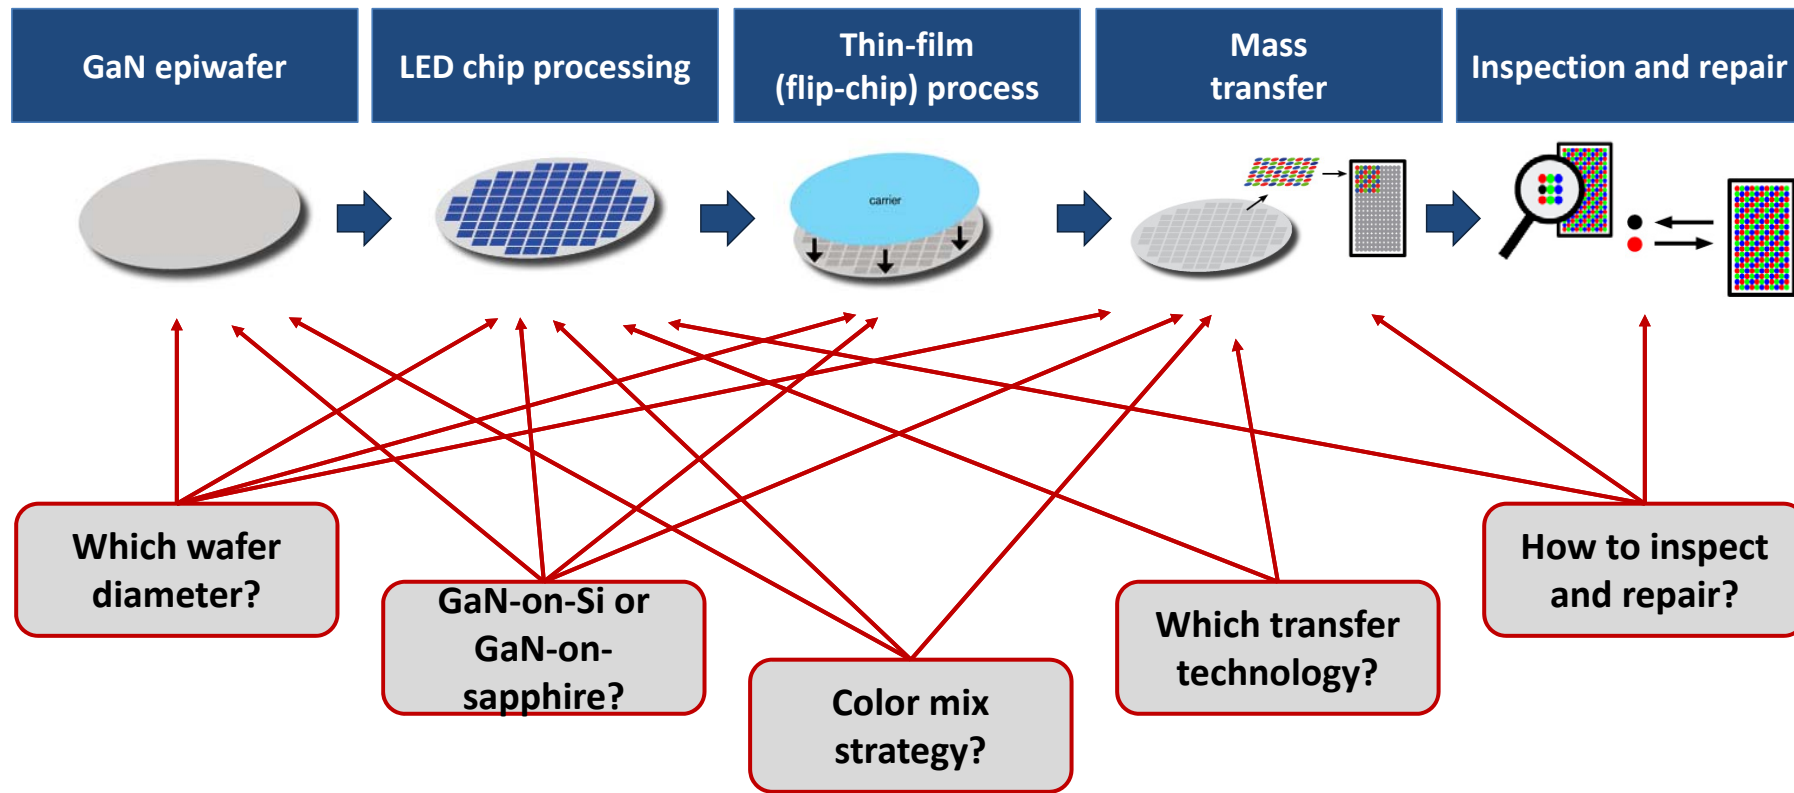 GaN epiwafer
LED chip processing
Thin-film
(flip-chip) process
Mass
transfer
Inspection and repair
carrier
Which wafer
diameter?
GaN-on-Si or
GaN-on-
sapphire?
Color mix
strategy?
Which transfer
technology?
How to inspect
and repair?